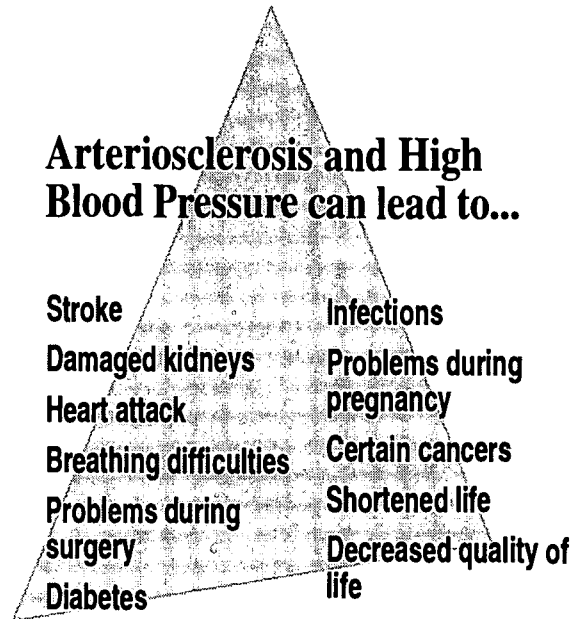 Arteriosclerosis and High
Blood Pressure can lead to...
Stroke
Damaged kidneys
Heart attack
Breathing difficulties
Problems during
surgery
Diabetes
Infections
Problems during
pregnancy
Certain cancers
Shortened life
Decreased quality of
life